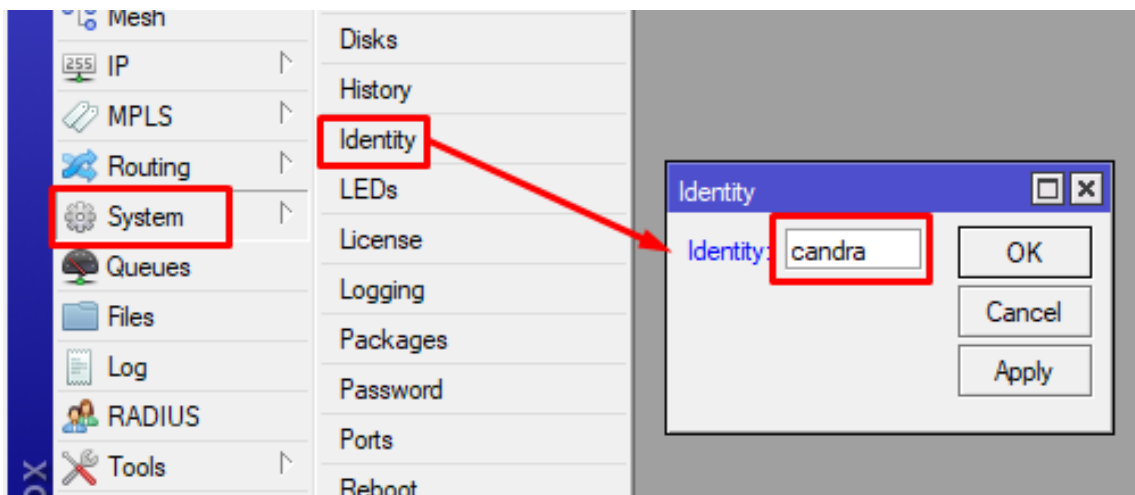 Mesh
255 IP
MPLS
Routing
System
Queues
Files
Log
RADIUS
Tools
Disks
History
Identity
LEDs
License
Logging
Packages
Password
Ports
Reboot
Identity
Identity: candra
OK
Cancel
Apply